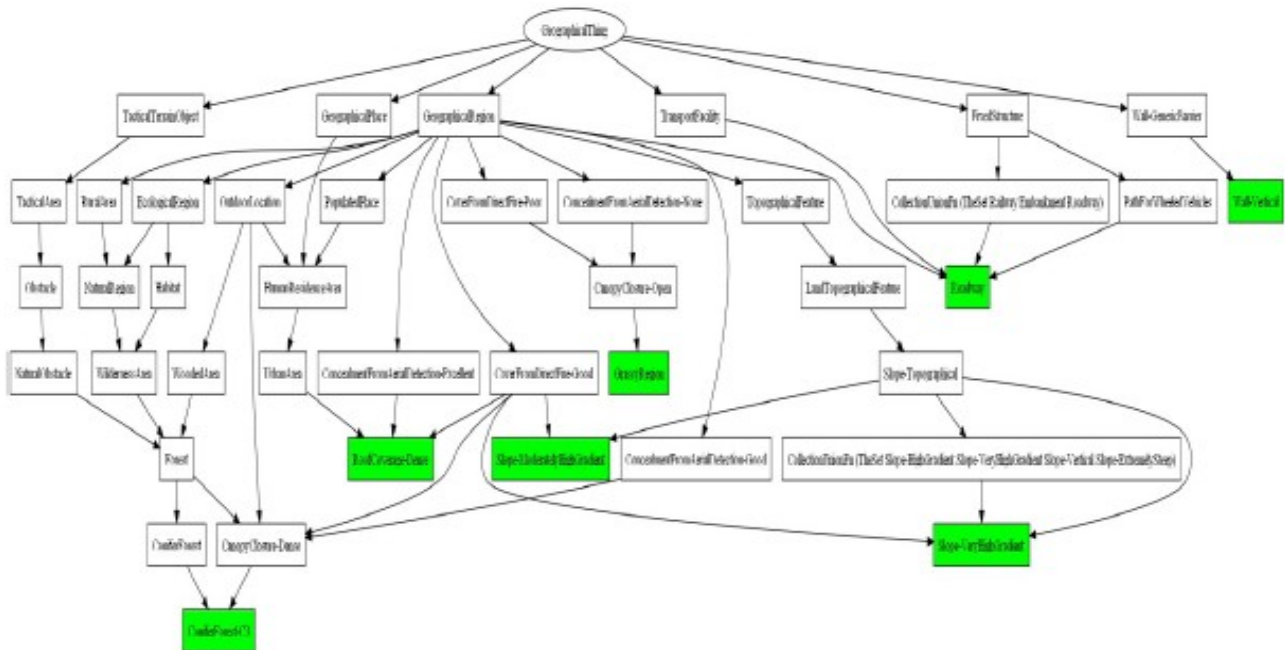 GeographicalThing
TacticalTerrainObject
GeographicalPlace
GeographicalRegion
TransportFacility
FixedStructure
Wall-GenericBarrier
TacticalArea
RuralArea
EcologicalRegion
OutdoorLocation
PopulatedPlace
CoverFromDirectFire-Poor
ConcealmentFromAerialDetection-None
TopographicalFeature
CollectionUnionFn (TheSet Railway Embankment Roadway)
PathForWheeledVehicles
Wall-Vertical
Obstacle
NaturalRegion
Habitat
HumanResidenceArea
CanopyClosure-Open
LandTopographicalFeature
Roadway
NaturalObstacle
WildernessArea
WoodedArea
UrbanArea
ConcealmentFromAerialDetection-Excellent
CoverFromDirectFire-Good
GrassyRegion
Slope-Topographical
Forest
RoofCoverage-Dense
Slope-ModeratelyHighGradient
ConcealmentFromAerialDetection-Good
CollectionUnionFn (TheSet Slope-HighGradient Slope-VeryHighGradient Slope-Vertical Slope-ExtremelySteep)
ConiferForest
CanopyClosure-Dense
Slope-VeryHighGradient
ConiferForest-C3